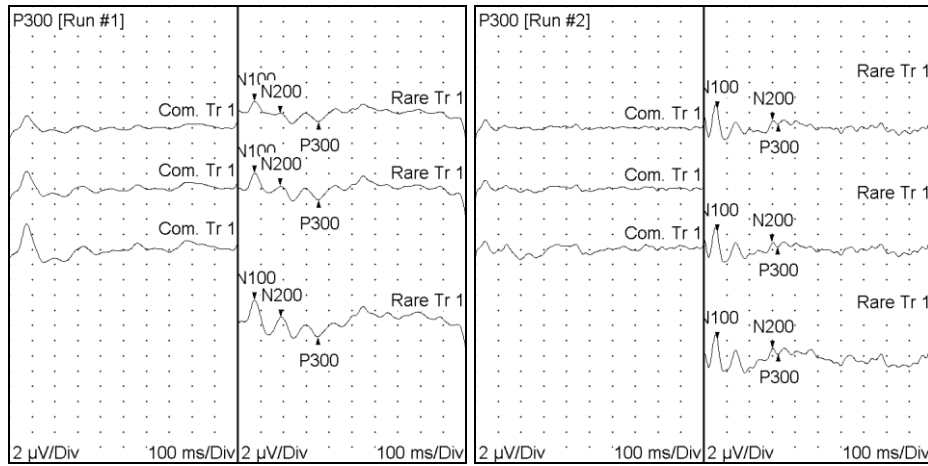 P300 [Run #1]
N100
N200
Com. Tr 1
Rare Tr 1
P300
N100
N200
Com. Tr 1
Rare Tr 1
P300
Com. Tr 1
N100
N200
Rare Tr 1
P300
2 µV/Div
100 ms/Div
2 µV/Div
100 ms/Div
P300 [Run #2]
Rare Tr 1
N100
N200
Com. Tr 1
P300
Com. Tr 1
Rare Tr 1
N100
N200
Com. Tr 1
P300
Rare Tr 1
N100
N200
P300
2 µV/Div
100 ms/Div
2 µV/Div
100 ms/Div